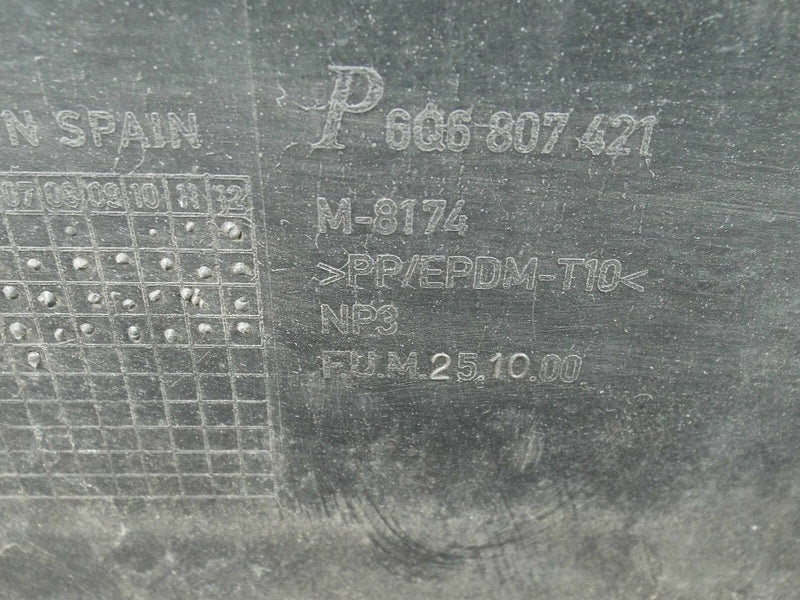 N SPAIN
P 6Q6 807 421
07 08 09 10 11 12
M-8174
>PP/EPDM-T10<
NP3
F.U.M.25.10.00